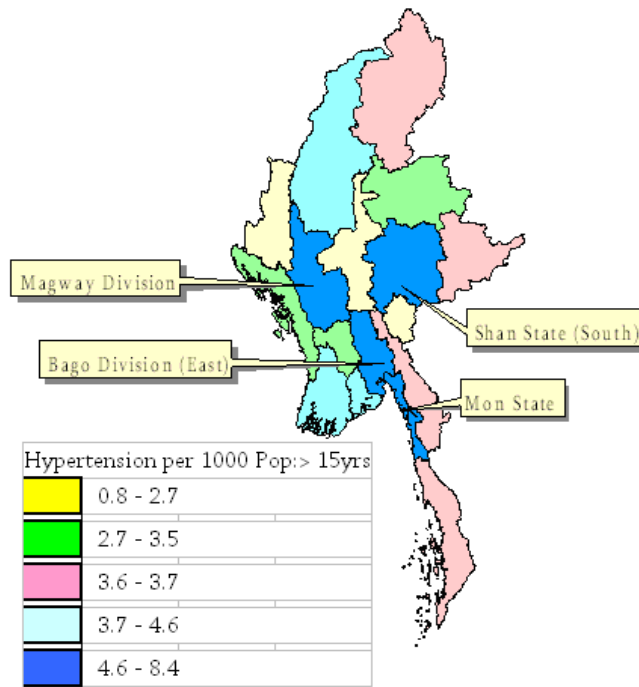 Magway Division
Shan State (South)
Bago Division (East)
Mon State
Hypertension per 1000 Pop:> 15yrs
0.8 - 2.7
2.7 - 3.5
3.6 - 3.7
3.7 - 4.6
4.6 - 8.4